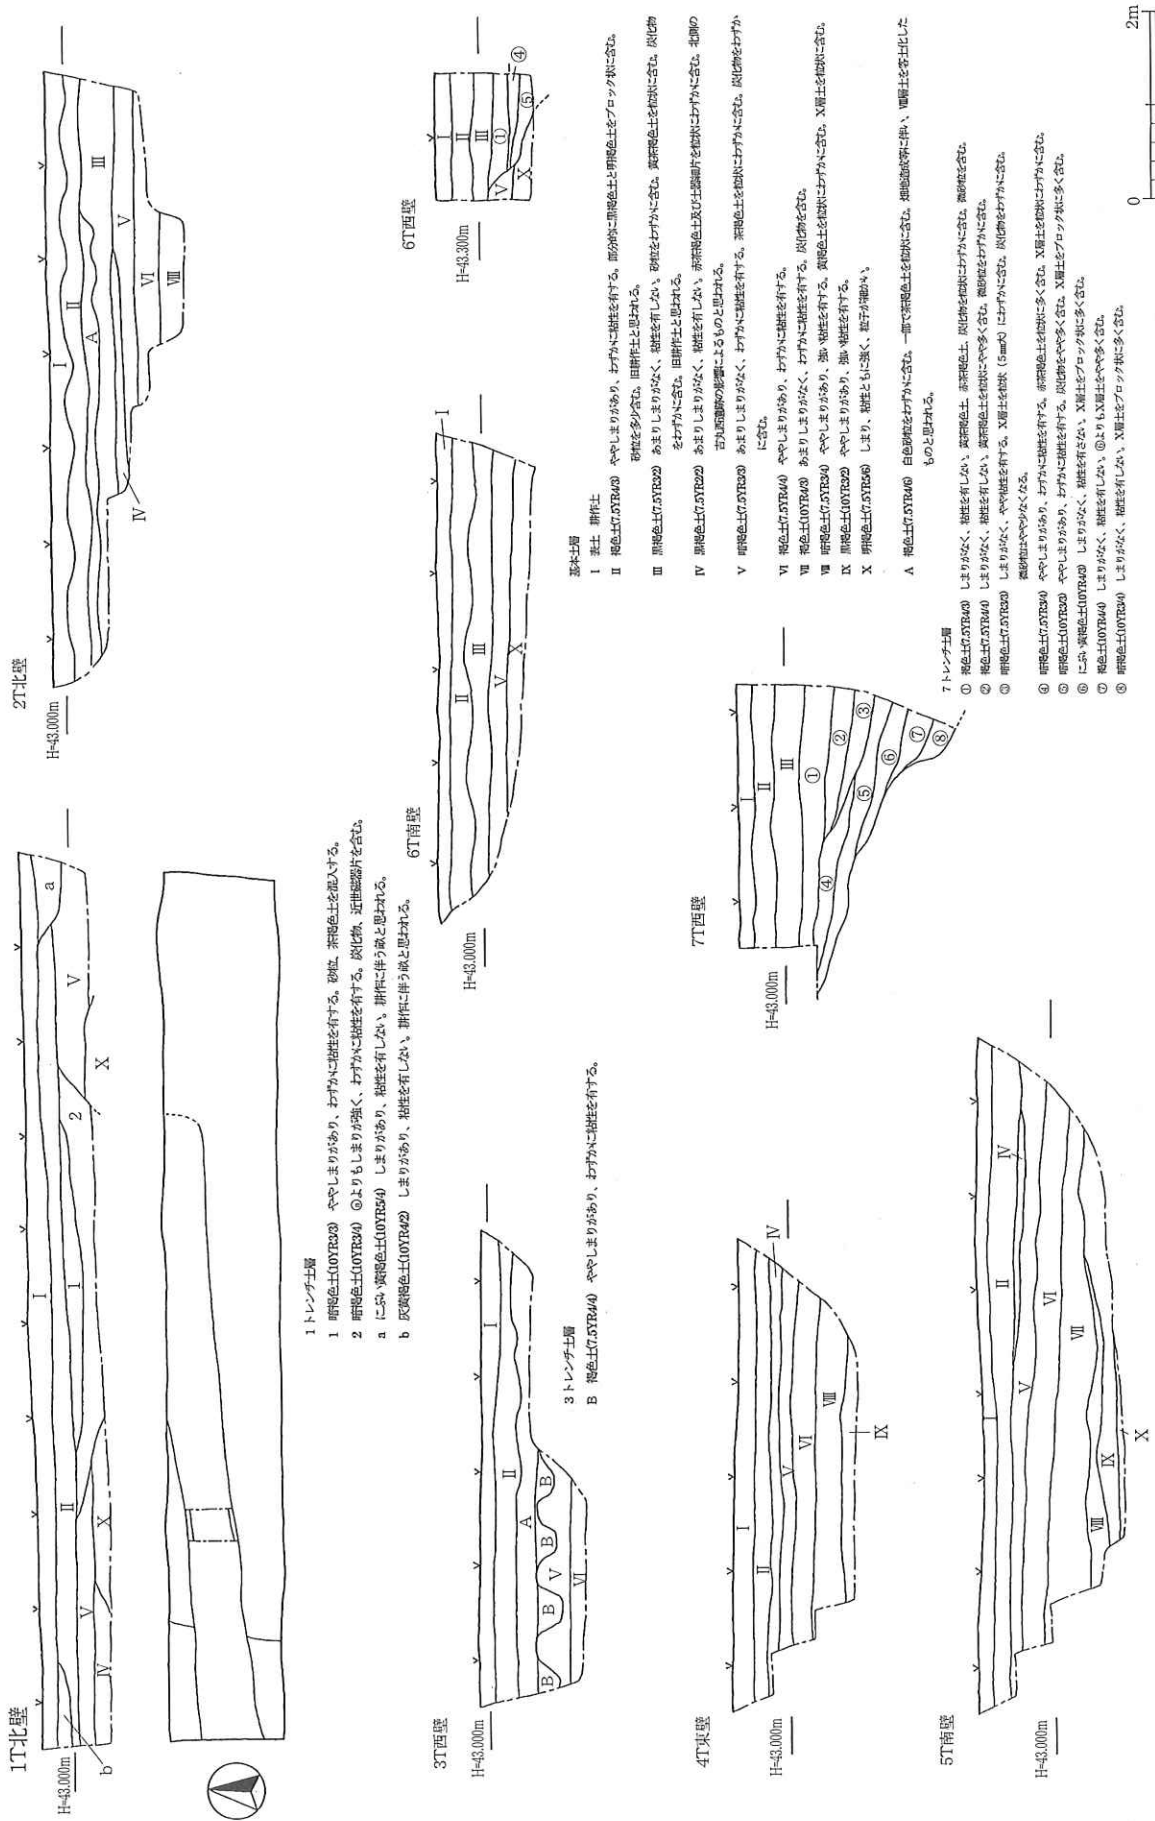 1T北壁
H=43.000m
I
II
V
IV
X
1
2
V
X
a
b
1 トレンチ土層
1 暗褐色土(10YR3/3) ややしまりがあり、わずかに粘性を有する。砂粒、茶褐色土を混入する。
2 暗褐色土(10YR3/4) ⓐよりもしまりが強く、わずかに粘性を有する。炭化物、近世磁器片を含む。
a にぶい黄褐色土(10YR5/4) しまりがあり、粘性を有しない。耕作に伴う畝と思われる。
b 灰黄褐色土(10YR4/2) しまりがあり、粘性を有しない。耕作に伴う畝と思われる。
2T北壁
H=43.000m
I
II
A
III
IV
V
VI
VIII
3T西壁
H=43.000m
I
II
A
B
B
V
B
B
VI
3 トレンチ土層
B 褐色土(7.5YR4/4) ややしまりがあり、わずかに粘性を有する。
4T東壁
H=43.000m
I
II
IV
V
VI
VIII
IX
5T南壁
H=43.000m
I
II
IV
V
VI
VII
VIII
IX
X
6T南壁
H=43.000m
I
II
III
V
X
6T西壁
H=43.300m
I
II
III
①
V
X
④
⑤
7T西壁
H=43.000m
I
II
III
①
②
③
④
⑤
⑥
⑦
⑧
基本土層
I 表土 耕作土
II 褐色土(7.5YR4/3) ややしまりがあり、わずかに粘性を有する。部分的に黒褐色土と明褐色土をブロック状に含む。
砂粒を多少含む。旧耕作土と思われる。
III 黒褐色土(7.5YR3/2) あまりしまりがなく、粘性を有しない。砂粒をわずかに含む。黄茶褐色土を粒状に含む。炭化物
をわずかに含む。旧耕作土と思われる。
IV 黒褐色土(7.5YR2/2) あまりしまりがなく、粘性を有しない。赤茶褐色土及び土器細片を粒状にわずかに含む。北側の
古九西遺跡の影響によるものと思われる。
V 暗褐色土(7.5YR3/3) あまりしまりがなく、わずかに粘性を有する。茶褐色土を粒状にわずかに含む。炭化物をわずか
に含む。
VI 褐色土(7.5YR4/4) ややしまりがあり、わずかに粘性を有する。
VII 褐色土(10YR4/3) あまりしまりがなく、わずかに粘性を有する。炭化物を含む。
VIII 暗褐色土(7.5YR3/4) ややしまりがあり、強い粘性を有する。黄褐色土を粒状にわずかに含む。X層土を粒状に含む。
IX 黒褐色土(10YR3/2) ややしまりがあり、強い粘性を有する。
X 明褐色土(7.5YR5/6) しまり、粘性ともに強く、粒子が細かい。
A 褐色土(7.5YR4/6) 白色砂粒をわずかに含む。一部で茶褐色土を粒状に含む。畑地造成等に伴い、VIII層土を客土化した
ものと思われる。
7 トレンチ土層
① 褐色土(7.5YR4/3) しまりがなく、粘性を有しない。黄茶褐色土、赤茶褐色土、炭化物を粒状にわずかに含む。微砂粒を含む。
② 褐色土(7.5YR4/4) しまりがなく、粘性を有しない。黄茶褐色土を粒状にやや多く含む。微砂粒をわずかに含む。
③ 暗褐色土(7.5YR3/3) しまりがなく、やや粘性を有する。X層土を粒状（5mm大）にわずかに含む。炭化物をわずかに含む。
微砂粒はやや少なくなる。
④ 暗褐色土(7.5YR3/4) ややしまりがあり、わずかに粘性を有する。赤茶褐色土を粒状に多く含む。X層土を粒状にわずかに含む。
⑤ 暗褐色土(10YR3/3) ややしまりがあり、わずかに粘性を有する。炭化物をやや多く含む。X層土をブロック状に多く含む。
⑥ にぶい黄褐色土(10YR4/3) しまりがなく、粘性を有さない。X層土をブロック状に多く含む。
⑦ 褐色土(10YR4/4) しまりがなく、粘性を有しない。⑥よりもX層土をやや多く含む。
⑧ 暗褐色土(10YR3/4) しまりがなく、粘性を有しない。X層土をブロック状に多く含む。
0 2m